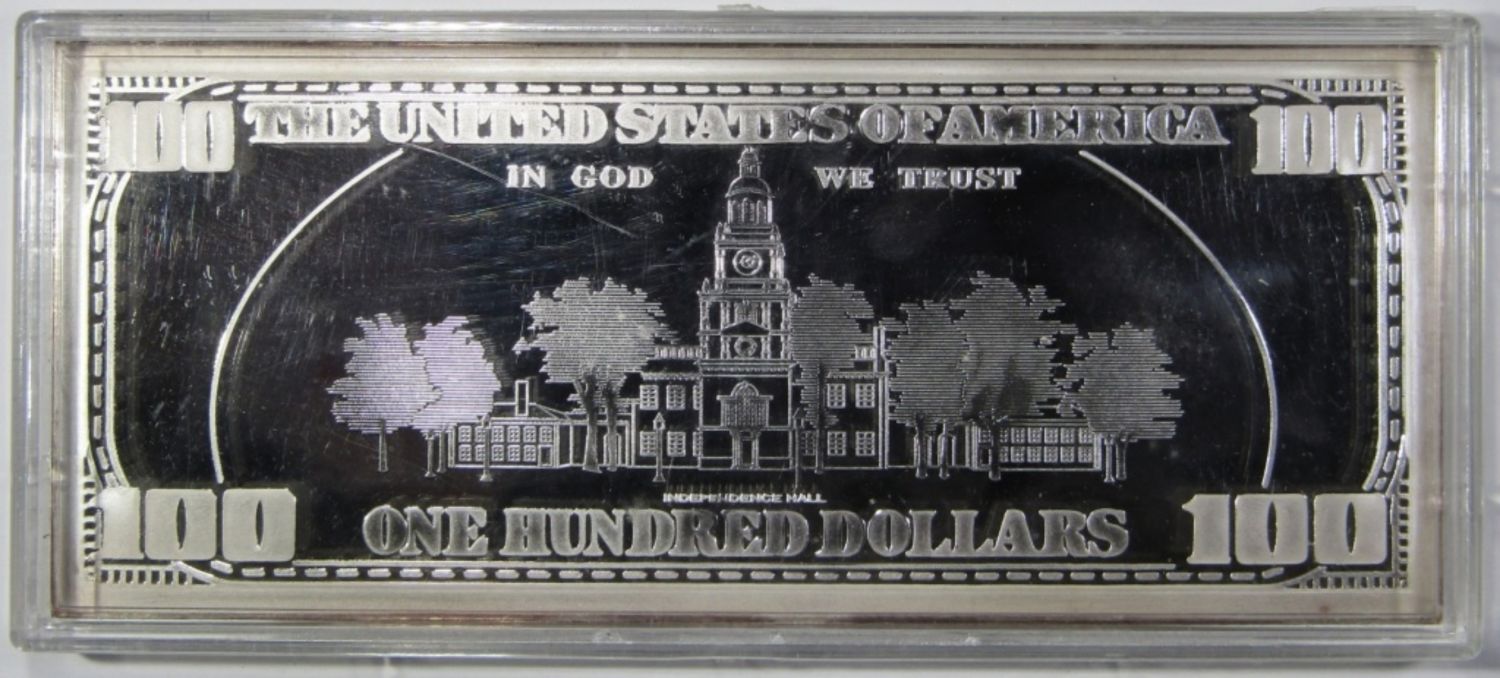 100 THE UNITED STATES OF AMERICA 100
IN GOD WE TRUST
INDEPENDENCE HALL
100 ONE HUNDRED DOLLARS 100